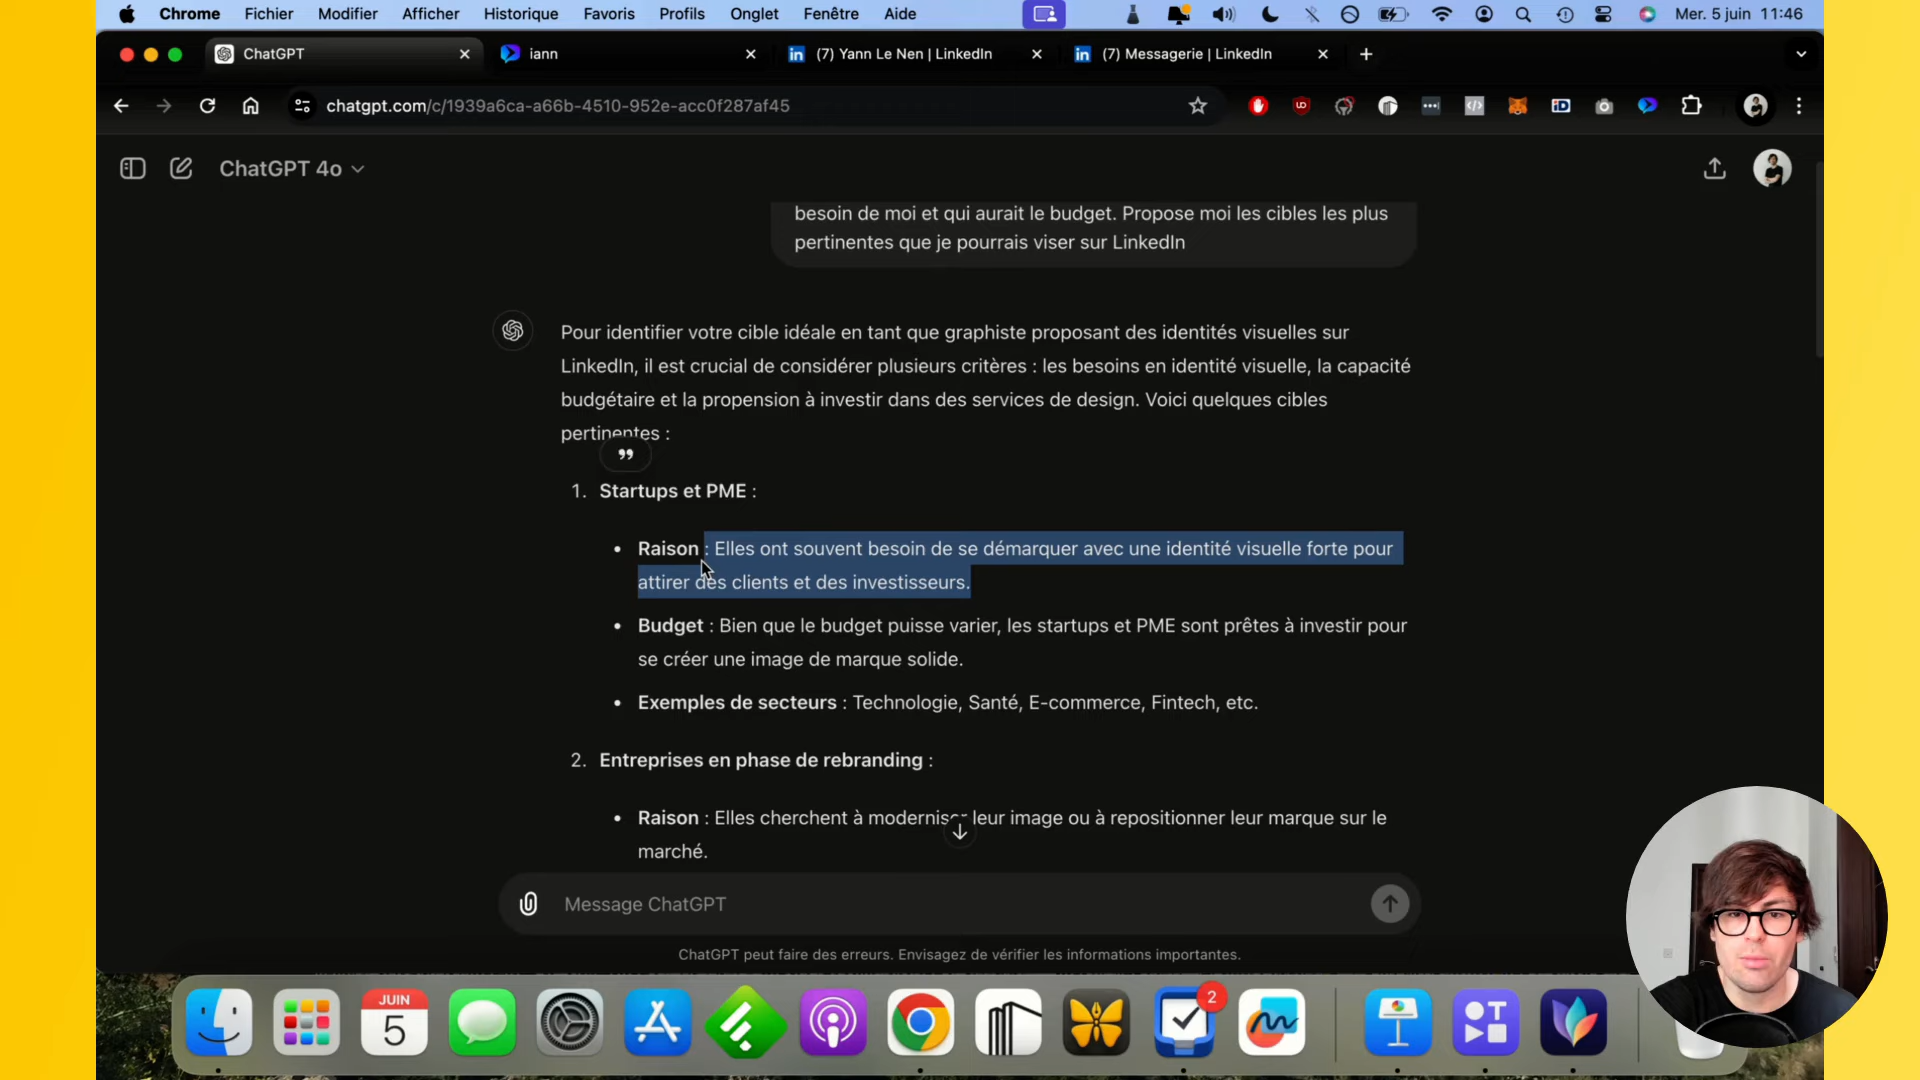 Chrome Fichier Modifier Afficher Historique Favoris Profils Onglet Fenêtre Aide Mer. 5 juin 11:46
ChatGPT iann (7) Yann Le Nen | LinkedIn (7) Messagerie | LinkedIn
chatgpt.com/c/1939a6ca-a66b-4510-952e-acc0f287af45
ChatGPT 4o
besoin de moi et qui aurait le budget. Propose moi les cibles les plus
pertinentes que je pourrais viser sur LinkedIn
Pour identifier votre cible idéale en tant que graphiste proposant des identités visuelles sur
LinkedIn, il est crucial de considérer plusieurs critères : les besoins en identité visuelle, la capacité
budgétaire et la propension à investir dans des services de design. Voici quelques cibles
pertinentes :
1. Startups et PME :
• Raison : Elles ont souvent besoin de se démarquer avec une identité visuelle forte pour
attirer des clients et des investisseurs.
• Budget : Bien que le budget puisse varier, les startups et PME sont prêtes à investir pour
se créer une image de marque solide.
• Exemples de secteurs : Technologie, Santé, E-commerce, Fintech, etc.
2. Entreprises en phase de rebranding :
• Raison : Elles cherchent à moderniser leur image ou à repositionner leur marque sur le
marché.
Message ChatGPT
ChatGPT peut faire des erreurs. Envisagez de vérifier les informations importantes.
JUIN
5
2